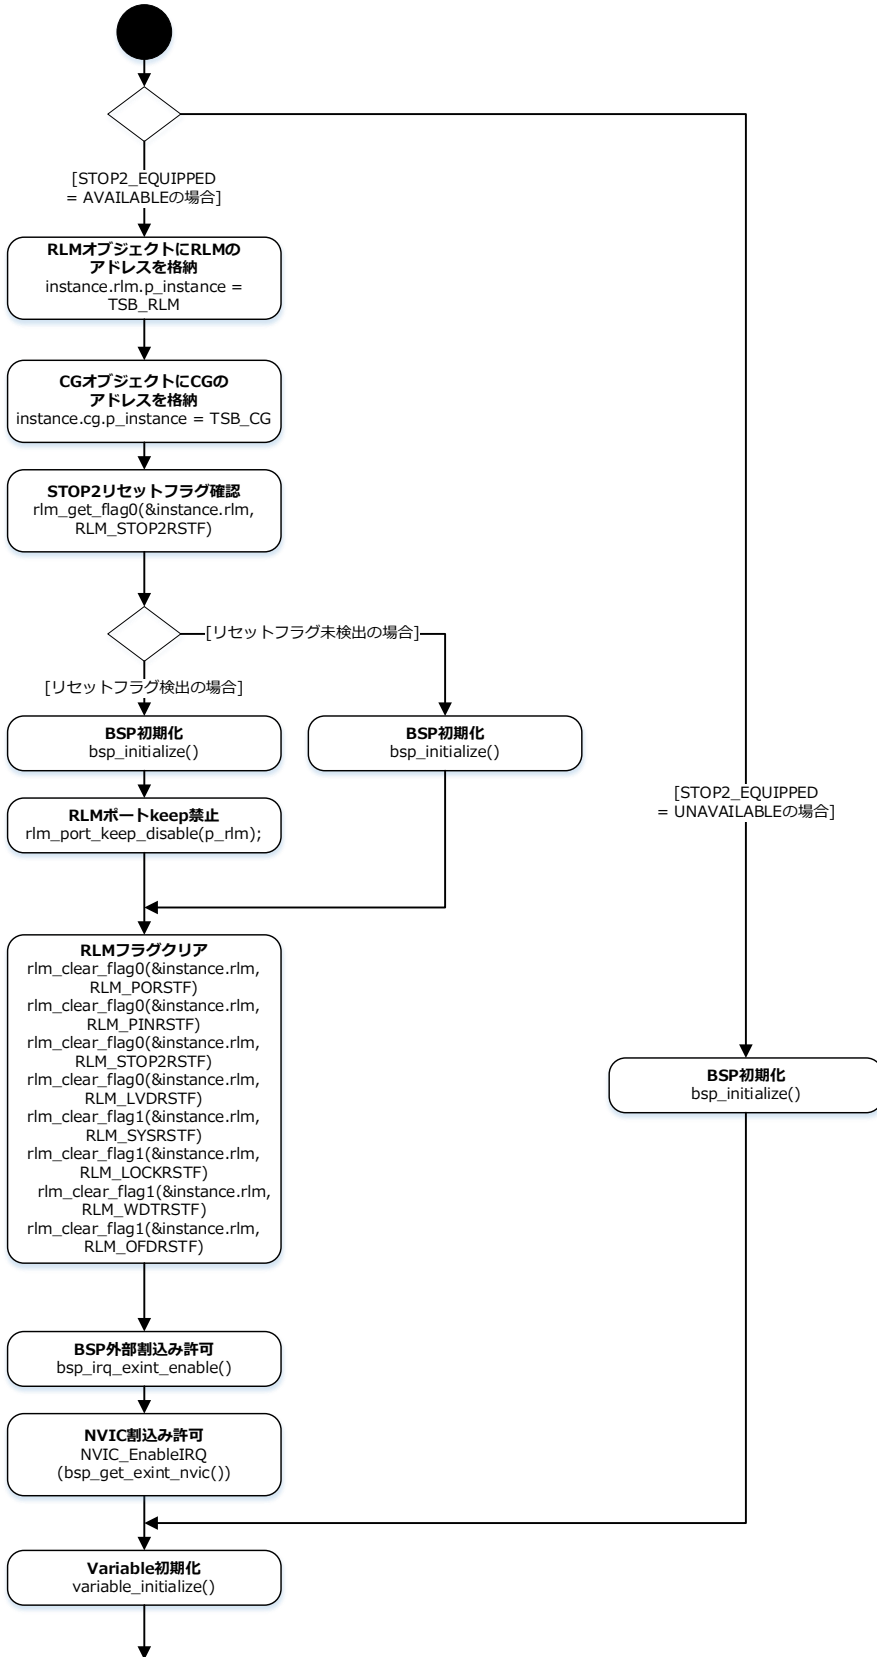 [STOP2_EQUIPPED
= AVAILABLEの場合]
RLMオブジェクトにRLMの
アドレスを格納
instance.rlm.p_instance =
TSB_RLM
CGオブジェクトにCGの
アドレスを格納
instance.cg.p_instance = TSB_CG
STOP2リセットフラグ確認
rlm_get_flag0(&instance.rlm,
RLM_STOP2RSTF)
[リセットフラグ未検出の場合]
[リセットフラグ検出の場合]
BSP初期化
bsp_initialize()
BSP初期化
bsp_initialize()
RLMポートkeep禁止
rlm_port_keep_disable(p_rlm);
[STOP2_EQUIPPED
= UNAVAILABLEの場合]
RLMフラグクリア
rlm_clear_flag0(&instance.rlm,
RLM_PORSTF)
rlm_clear_flag0(&instance.rlm,
RLM_PINRSTF)
rlm_clear_flag0(&instance.rlm,
RLM_STOP2RSTF)
rlm_clear_flag0(&instance.rlm,
RLM_LVDRSTF)
rlm_clear_flag1(&instance.rlm,
RLM_SYSRSTF)
rlm_clear_flag1(&instance.rlm,
RLM_LOCKRSTF)
rlm_clear_flag1(&instance.rlm,
RLM_WDTRSTF)
rlm_clear_flag1(&instance.rlm,
RLM_OFDRSTF)
BSP初期化
bsp_initialize()
BSP外部割込み許可
bsp_irq_exint_enable()
NVIC割込み許可
NVIC_EnableIRQ
(bsp_get_exint_nvic())
Variable初期化
variable_initialize()